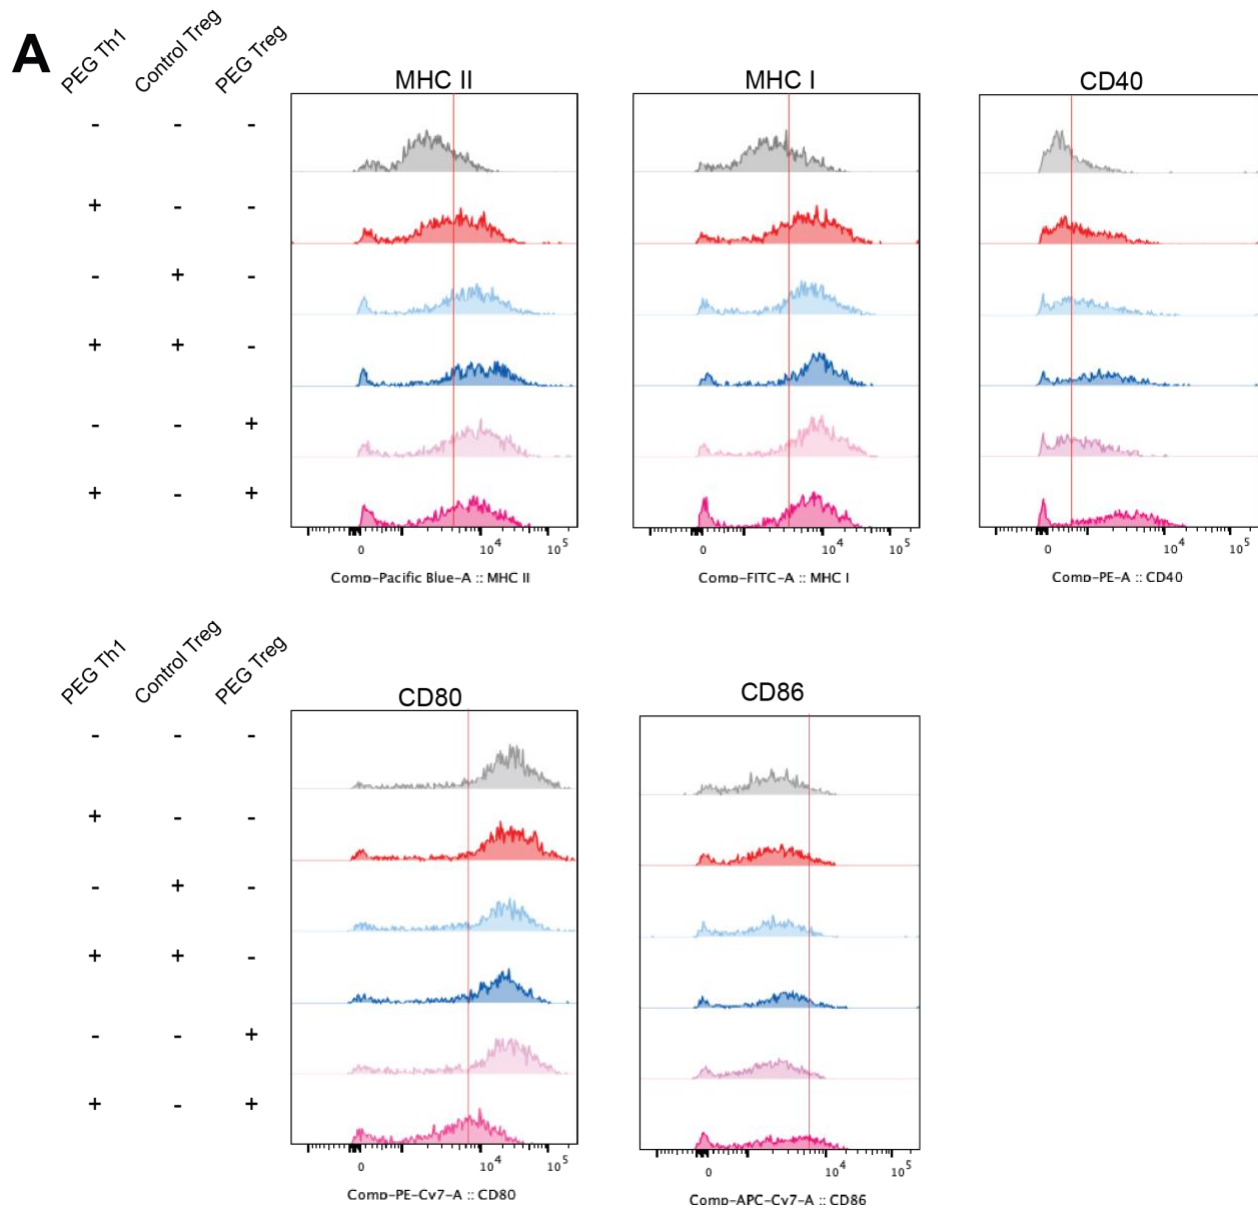 A
PEG Th1 Control Treg PEG Treg
MHC II MHC I CD40
- - -
+ - -
- + -
+ + -
- - +
+ - +
0 10^4 10^5 0 10^4 10^5 0 10^4 10^5
Comp-Pacific Blue-A :: MHC II Comp-FITC-A :: MHC I Comp-PE-A :: CD40
PEG Th1 Control Treg PEG Treg
CD80 CD86
- - -
+ - -
- + -
+ + -
- - +
+ - +
0 10^4 10^5 0 10^4 10^5
Comp-PE-Cy7-A :: CD80 Comp-APC-Cy7-A :: CD86